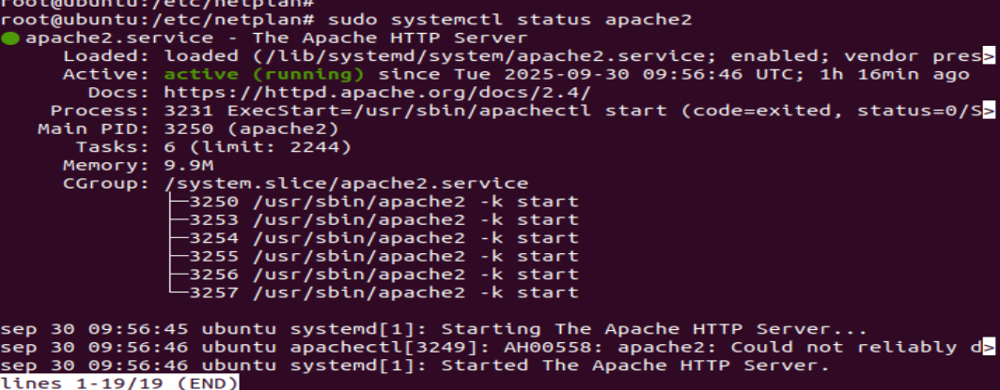 root@ubuntu:/etc/netplan#
root@ubuntu:/etc/netplan# sudo systemctl status apache2
● apache2.service - The Apache HTTP Server
     Loaded: loaded (/lib/systemd/system/apache2.service; enabled; vendor pres>
     Active: active (running) since Tue 2025-09-30 09:56:46 UTC; 1h 16min ago
       Docs: https://httpd.apache.org/docs/2.4/
    Process: 3231 ExecStart=/usr/sbin/apachectl start (code=exited, status=0/S>
   Main PID: 3250 (apache2)
      Tasks: 6 (limit: 2244)
     Memory: 9.9M
     CGroup: /system.slice/apache2.service
             ├─3250 /usr/sbin/apache2 -k start
             ├─3253 /usr/sbin/apache2 -k start
             ├─3254 /usr/sbin/apache2 -k start
             ├─3255 /usr/sbin/apache2 -k start
             ├─3256 /usr/sbin/apache2 -k start
             └─3257 /usr/sbin/apache2 -k start

sep 30 09:56:45 ubuntu systemd[1]: Starting The Apache HTTP Server...
sep 30 09:56:46 ubuntu apachectl[3249]: AH00558: apache2: Could not reliably d>
sep 30 09:56:46 ubuntu systemd[1]: Started The Apache HTTP Server.
lines 1-19/19 (END)